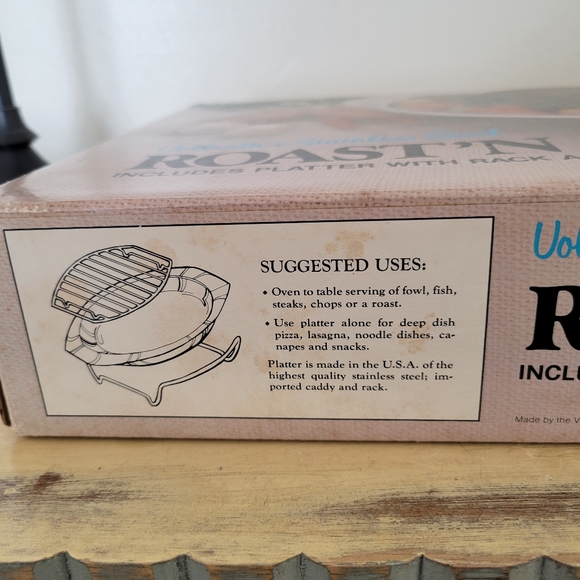 ROAST'N
INCLUDES PLATTER WITH RACK A
SUGGESTED USES:
• Oven to table serving of fowl, fish,
steaks, chops or a roast.
• Use platter alone for deep dish
pizza, lasagna, noodle dishes, ca-
napes and snacks.
Platter is made in the U.S.A. of the
highest quality stainless steel; im-
ported caddy and rack.
Vol
R
INCLU
Made by the V